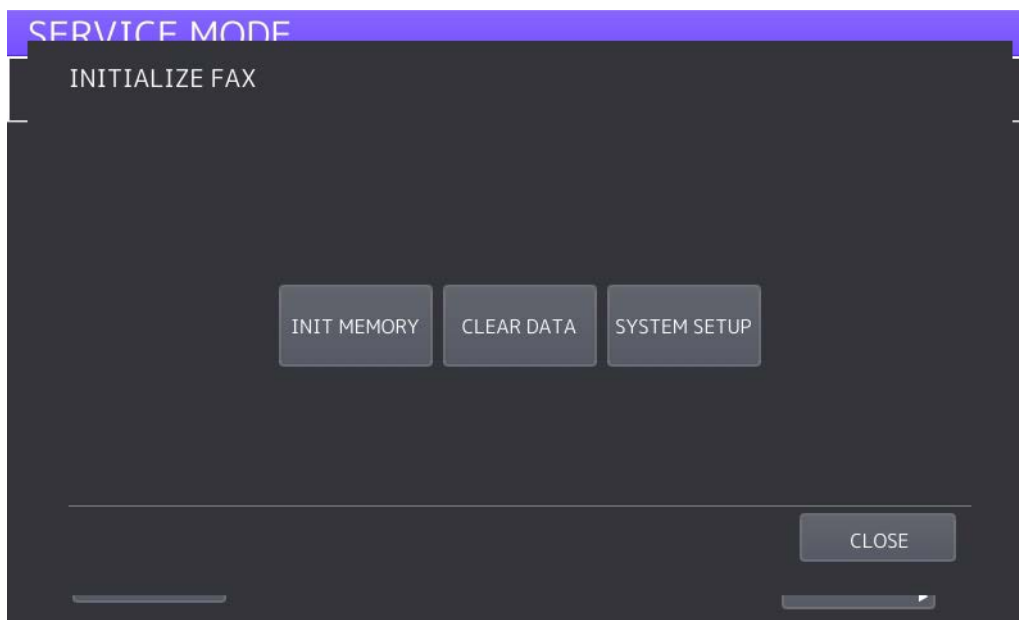 SERVICE MODE
INITIALIZE FAX
INIT MEMORY
CLEAR DATA
SYSTEM SETUP
CLOSE